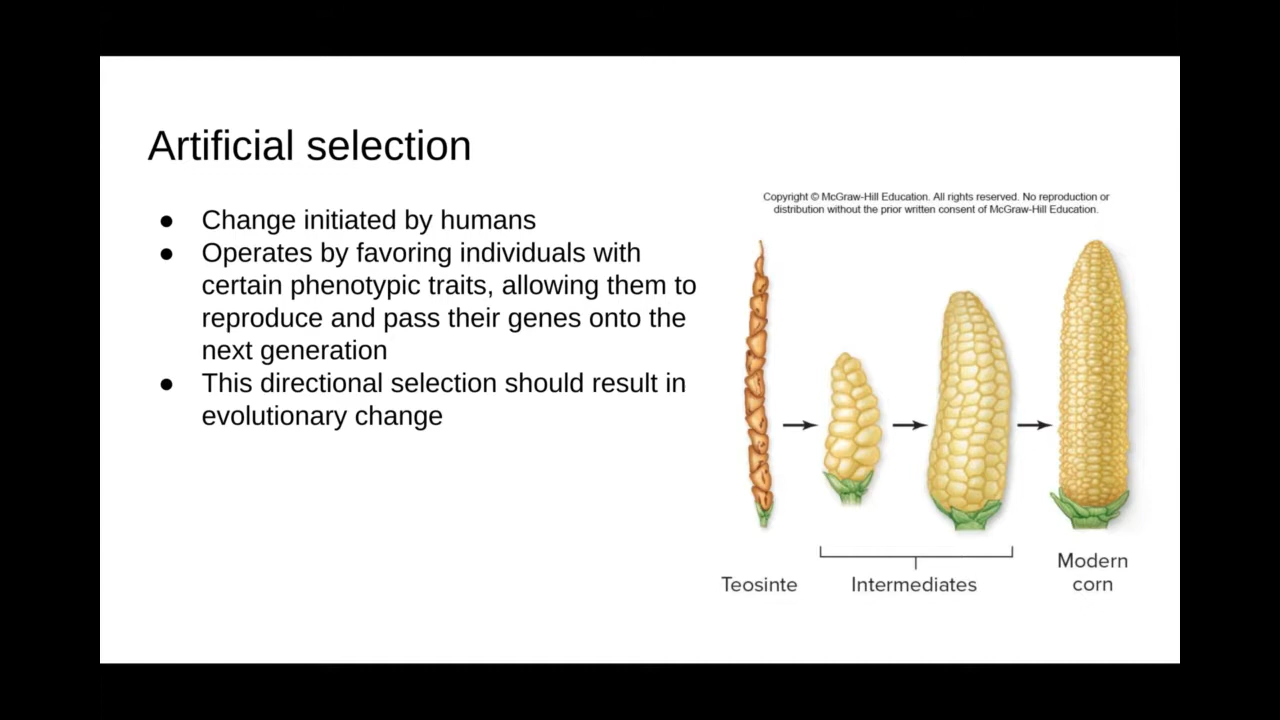 Artificial selection
● Change initiated by humans
● Operates by favoring individuals with
certain phenotypic traits, allowing them to
reproduce and pass their genes onto the
next generation
● This directional selection should result in
evolutionary change
Copyright © McGraw-Hill Education. All rights reserved. No reproduction or
distribution without the prior written consent of McGraw-Hill Education.
Teosinte
Intermediates
Modern
corn